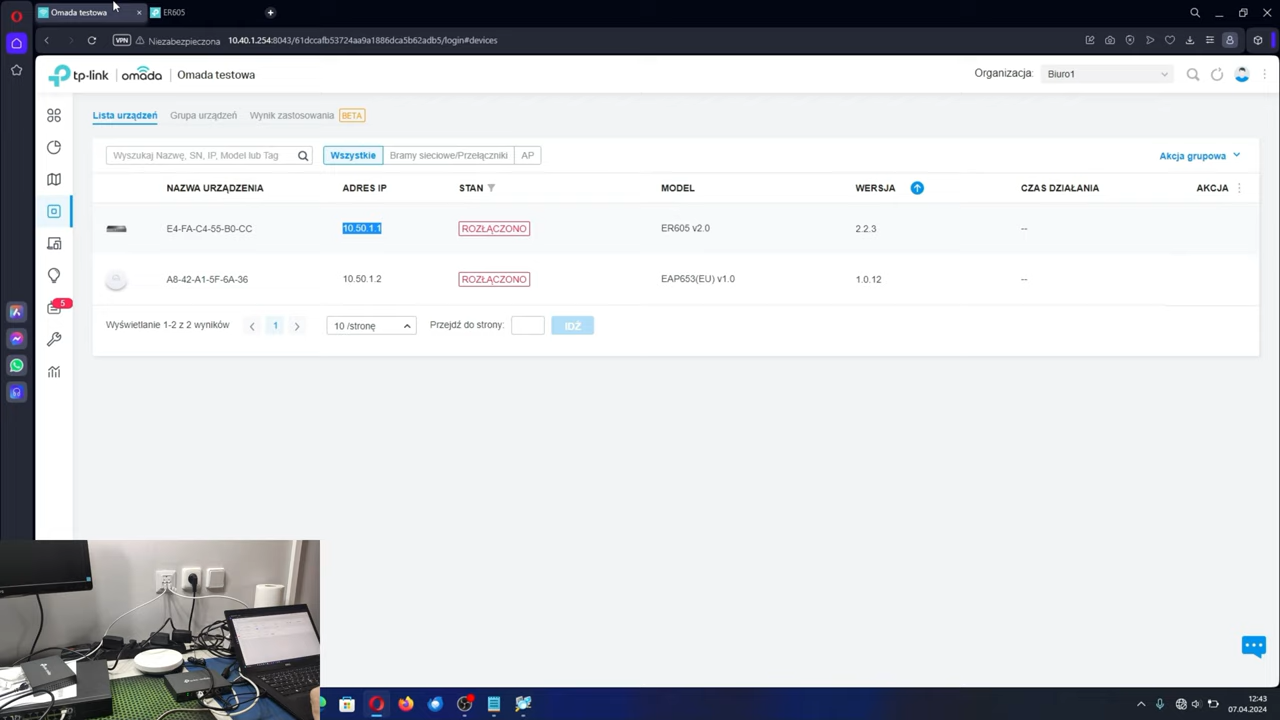 Omada testowa
ER605
VPN
Niezabezpieczona
10.40.1.254:8043/61dccafb53724aa9a1886dca5b62adb5/login#devices
tp-link | omada | Omada testowa
Organizacja:
Biuro1
Lista urządzeń
Grupa urządzeń
Wynik zastosowania
BETA
Wyszukaj Nazwę, SN, IP, Model lub Tag
Wszystkie
Bramy sieciowe/Przełączniki
AP
Akcja grupowa
NAZWA URZĄDZENIA
ADRES IP
STAN
MODEL
WERSJA
CZAS DZIAŁANIA
AKCJA
E4-FA-C4-55-B0-CC
10.50.1.1
ROZŁĄCZONO
ER605 v2.0
2.2.3
--
A8-42-A1-5F-6A-36
10.50.1.2
ROZŁĄCZONO
EAP653(EU) v1.0
1.0.12
--
5
Wyświetlanie 1-2 z 2 wyników
1
10 /stronę
Przejdź do strony:
IDŹ
12:43
07.04.2024